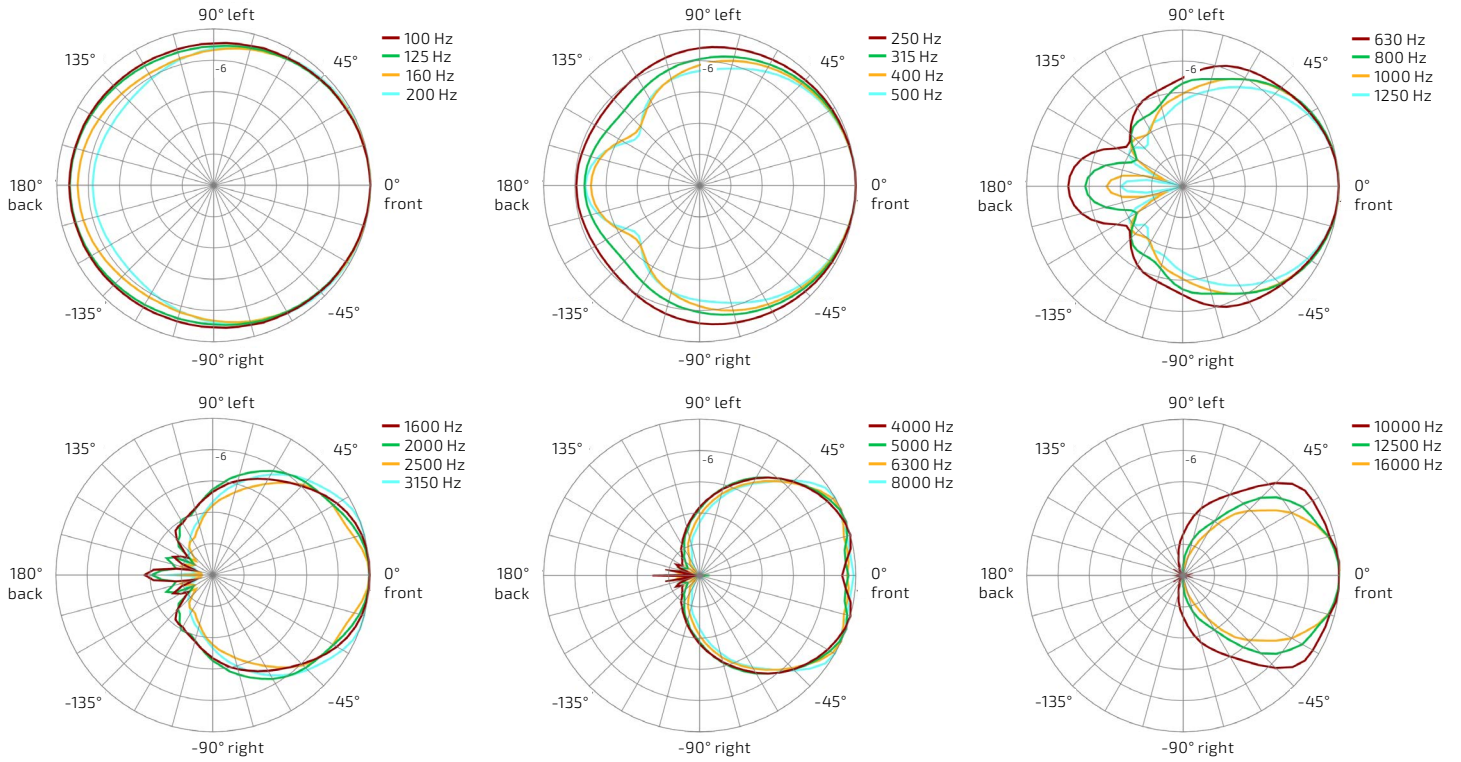 90° left
135°
45°
-6
180°
back
0°
front
-135°
-45°
-90° right
100 Hz
125 Hz
160 Hz
200 Hz
90° left
135°
45°
-6
180°
back
0°
front
-135°
-45°
-90° right
250 Hz
315 Hz
400 Hz
500 Hz
90° left
135°
45°
-6
180°
back
0°
front
-135°
-45°
-90° right
630 Hz
800 Hz
1000 Hz
1250 Hz
90° left
135°
45°
-6
180°
back
0°
front
-135°
-45°
-90° right
1600 Hz
2000 Hz
2500 Hz
3150 Hz
90° left
135°
45°
-6
180°
back
0°
front
-135°
-45°
-90° right
4000 Hz
5000 Hz
6300 Hz
8000 Hz
90° left
135°
45°
-6
180°
back
0°
front
-135°
-45°
-90° right
10000 Hz
12500 Hz
16000 Hz